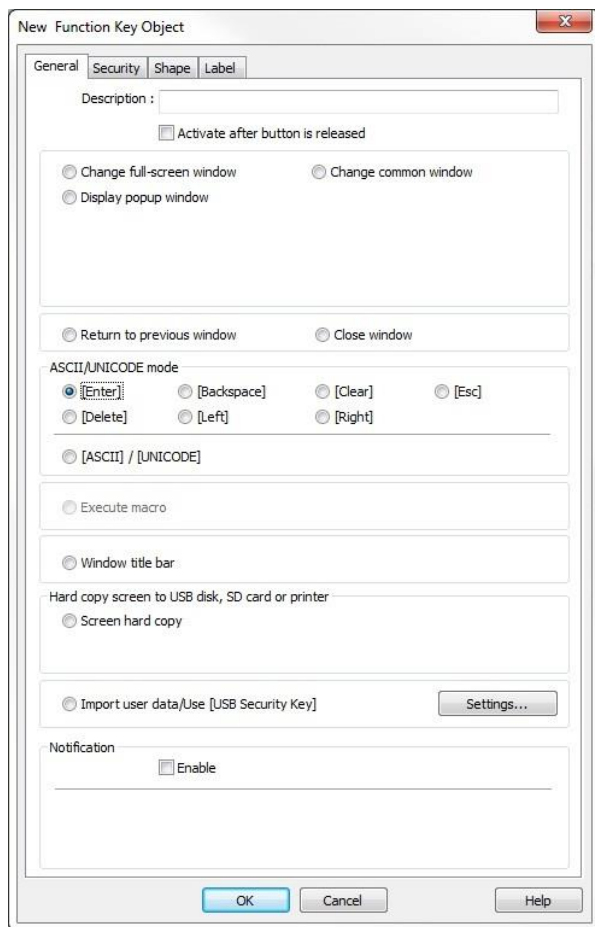 New Function Key Object
General Security Shape Label
Description :
Activate after button is released
Change full-screen window Change common window
Display popup window
Return to previous window Close window
ASCII/UNICODE mode
[Enter] [Backspace] [Clear] [Esc]
[Delete] [Left] [Right]
[ASCII] / [UNICODE]
Execute macro
Window title bar
Hard copy screen to USB disk, SD card or printer
Screen hard copy
Import user data/Use [USB Security Key] Settings...
Notification
Enable
OK Cancel Help